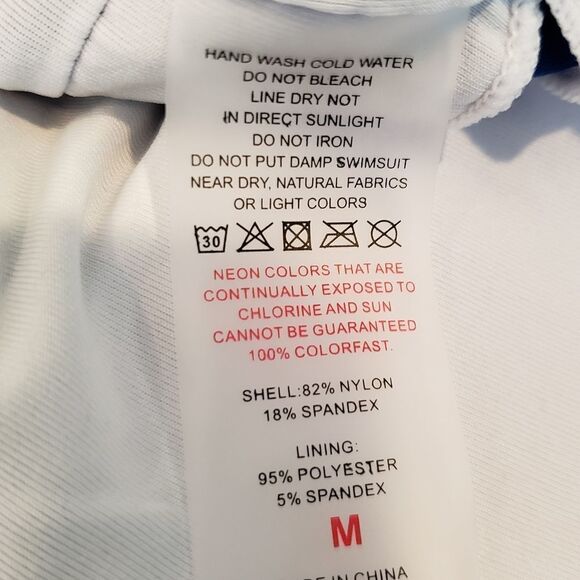 HAND WASH COLD WATER
DO NOT BLEACH
LINE DRY NOT
IN DIRECT SUNLIGHT
DO NOT IRON
DO NOT PUT DAMP SWIMSUIT
NEAR DRY, NATURAL FABRICS
OR LIGHT COLORS
30
NEON COLORS THAT ARE
CONTINUALLY EXPOSED TO
CHLORINE AND SUN
CANNOT BE GUARANTEED
100% COLORFAST.
SHELL:82% NYLON
18% SPANDEX
LINING:
95% POLYESTER
5% SPANDEX
M
IN CHINA